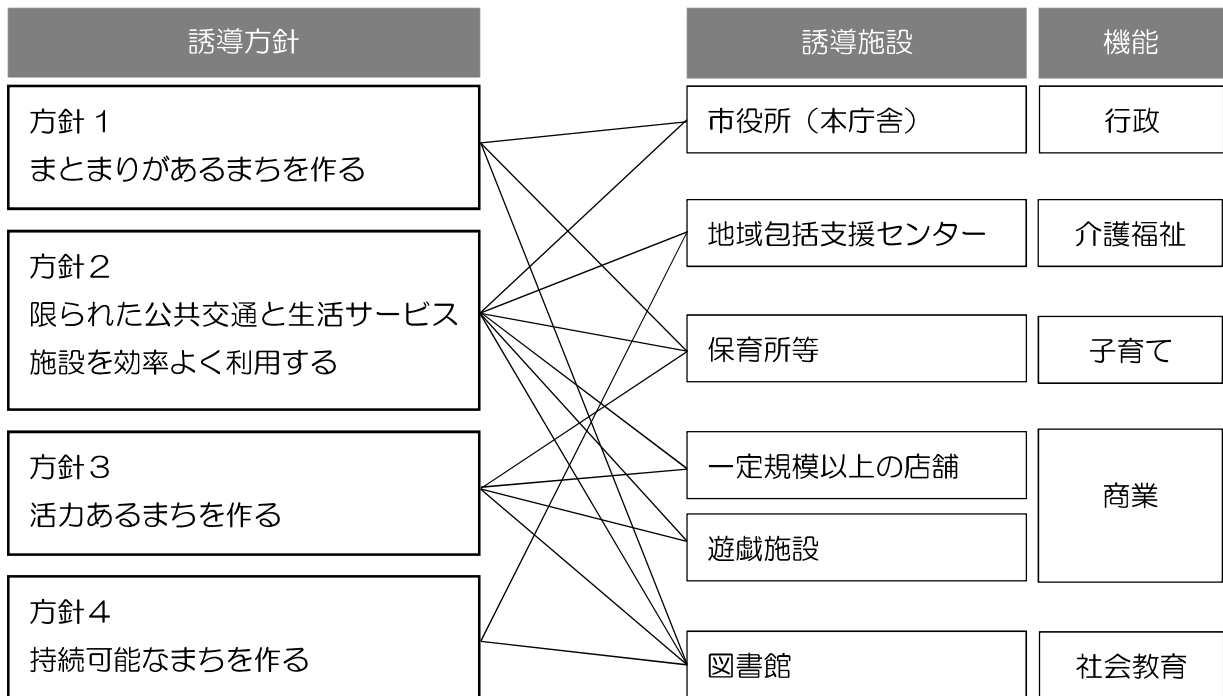 誘導方針
誘導施設
機能
方針1
まとまりがあるまちを作る
方針2
限られた公共交通と生活サービス
施設を効率よく利用する
方針3
活力あるまちを作る
方針4
持続可能なまちを作る
市役所（本庁舎）
行政
地域包括支援センター
介護福祉
保育所等
子育て
一定規模以上の店舗
商業
遊戯施設
図書館
社会教育